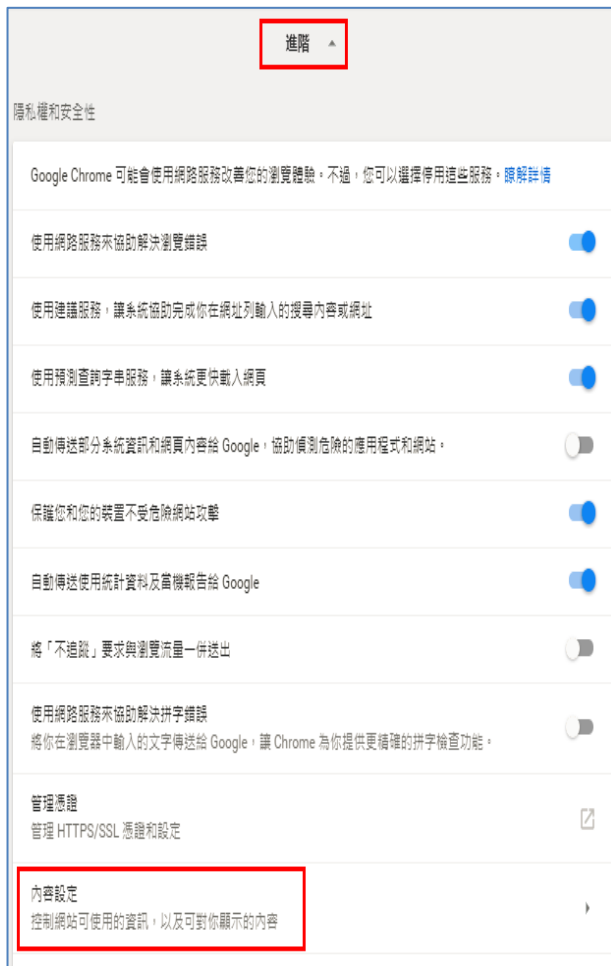 進階
隱私權和安全性
Google Chrome 可能會使用網路服務改善您的瀏覽體驗。不過，您可以選擇停用這些服務。瞭解詳情
使用網路服務來協助解決瀏覽錯誤
使用建議服務，讓系統協助完成你在網址列輸入的搜尋內容或網址
使用預測查詢字串服務，讓系統更快載入網頁
自動傳送部分系統資訊和網頁內容給 Google，協助偵測危險的應用程式和網站。
保護您和您的裝置不受危險網站攻擊
自動傳送使用統計資料及當機報告給 Google
將「不追蹤」要求與瀏覽流量一併送出
使用網路服務來協助解決拼字錯誤
將你在瀏覽器中輸入的文字傳送給 Google，讓 Chrome 為你提供更精確的拼字檢查功能。
管理憑證
管理 HTTPS/SSL 憑證和設定
內容設定
控制網站可使用的資訊，以及可對你顯示的內容